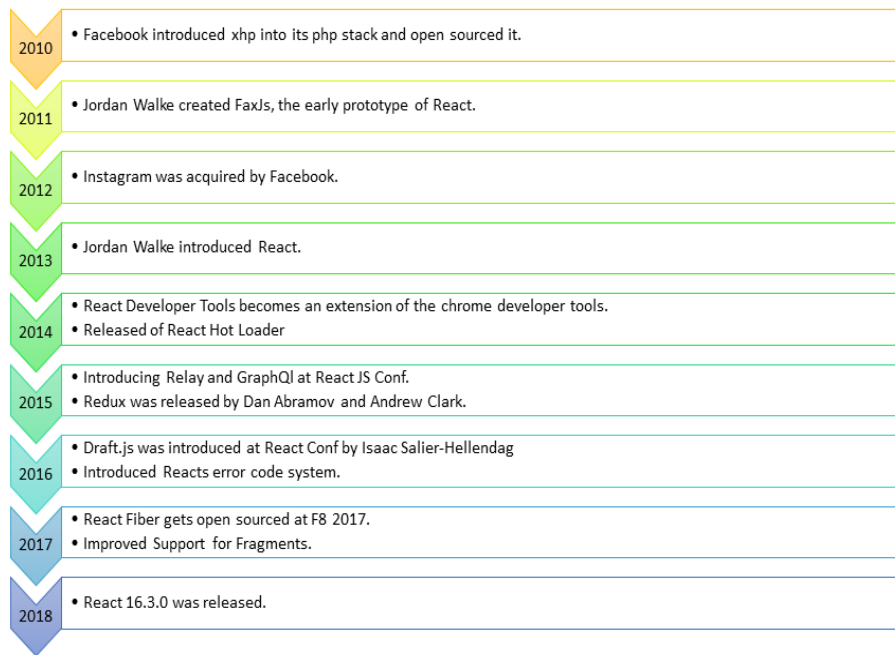 2010
• Facebook introduced xhp into its php stack and open sourced it.
2011
• Jordan Walke created FaxJs, the early prototype of React.
2012
• Instagram was acquired by Facebook.
2013
• Jordan Walke introduced React.
2014
• React Developer Tools becomes an extension of the chrome developer tools.
• Released of React Hot Loader
2015
• Introducing Relay and GraphQl at React JS Conf.
• Redux was released by Dan Abramov and Andrew Clark.
2016
• Draft.js was introduced at React Conf by Isaac Salier-Hellendag
• Introduced Reacts error code system.
2017
• React Fiber gets open sourced at F8 2017.
• Improved Support for Fragments.
2018
• React 16.3.0 was released.